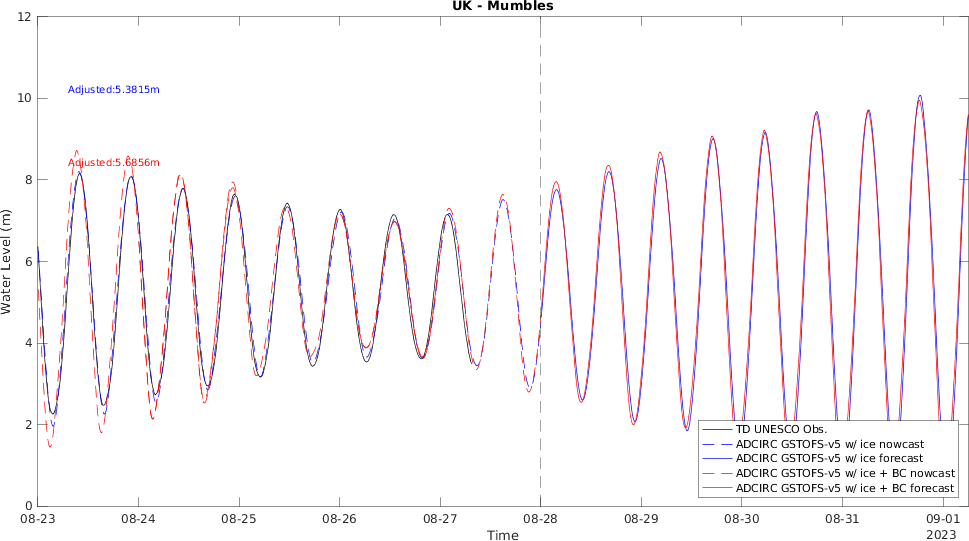 UK - Mumbles
12
10
8
6
4
2
0
Water Level (m)
Adjusted:5.3815m
Adjusted:5.6856m
TD UNESCO Obs.
ADCIRC GSTOFS-v5 w/ ice nowcast
ADCIRC GSTOFS-v5 w/ ice forecast
ADCIRC GSTOFS-v5 w/ ice + BC nowcast
ADCIRC GSTOFS-v5 w/ ice + BC forecast
08-23 08-24 08-25 08-26 08-27 08-28 08-29 08-30 08-31 09-01
2023
Time